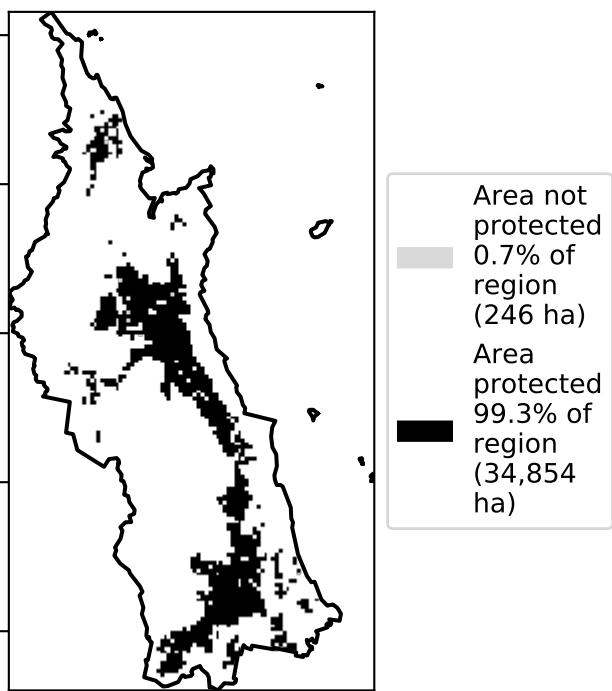 Area not
protected
0.7% of
region
(246 ha)
Area
protected
99.3% of
region
(34,854
ha)